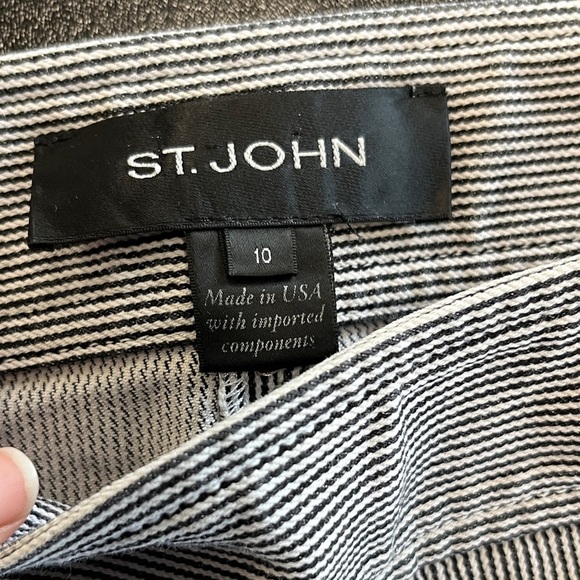 ST. JOHN
10
Made in USA
with imported
components